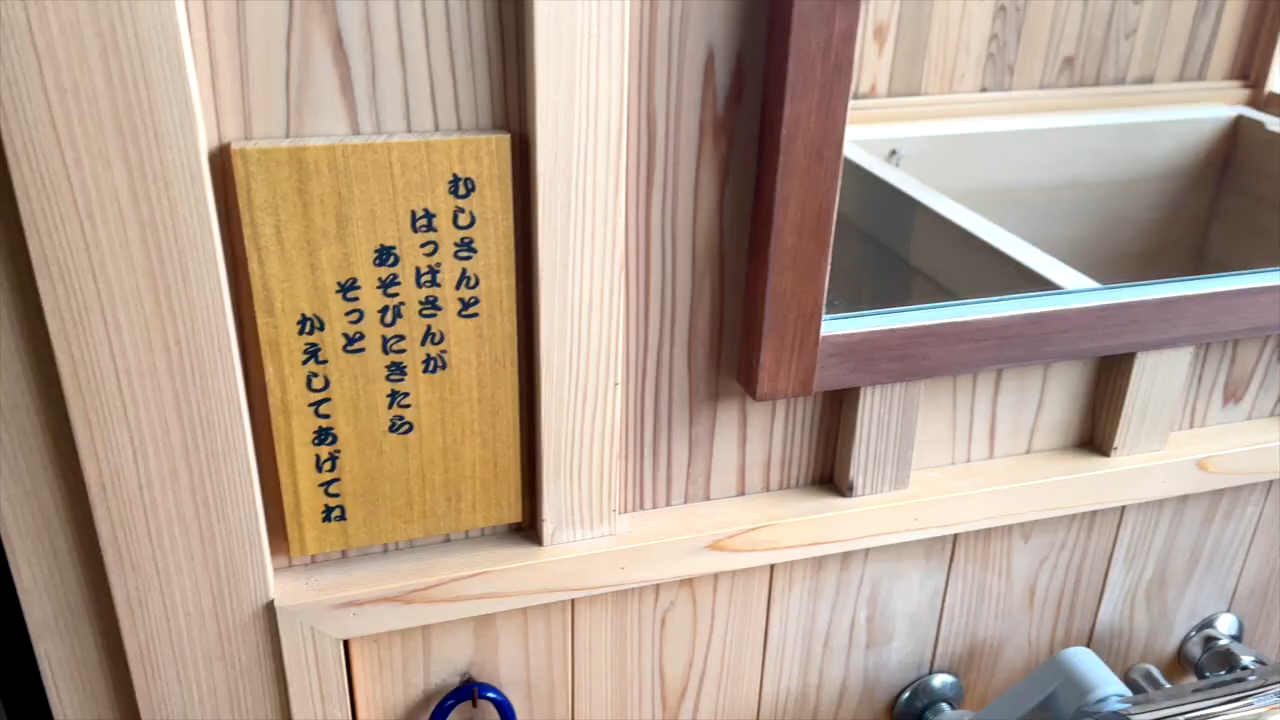 むしさんと
はっぱさんが
あそびにきたら
そっと
かえしてあげてね